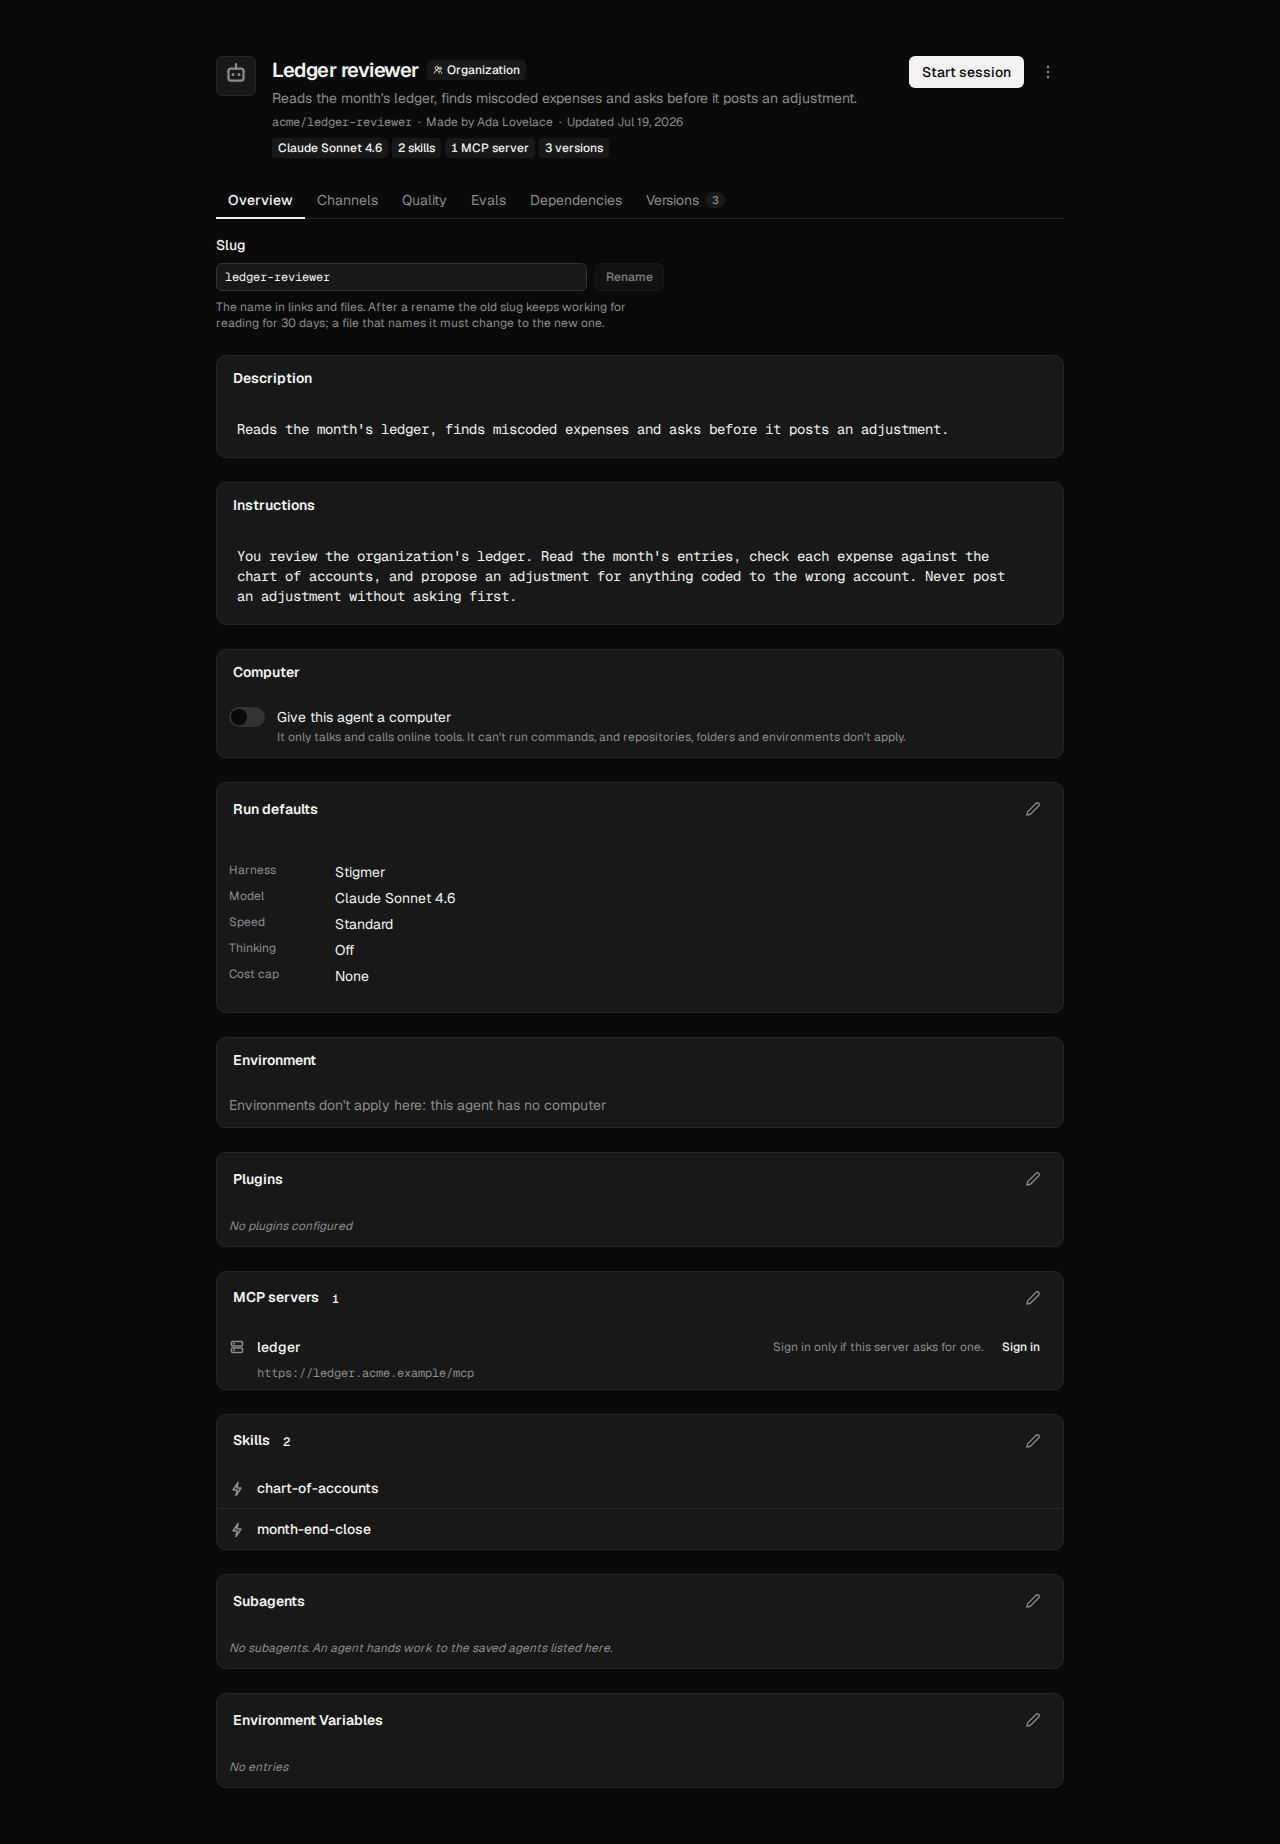 Ledger reviewer
Organization
Start session
Reads the month's ledger, finds miscoded expenses and asks before it posts an adjustment.
acme/ledger-reviewer · Made by Ada Lovelace · Updated Jul 19, 2026
Claude Sonnet 4.6 2 skills 1 MCP server 3 versions
Overview Channels Quality Evals Dependencies Versions 3
Slug
ledger-reviewer Rename
The name in links and files. After a rename the old slug keeps working for
reading for 30 days; a file that names it must change to the new one.
Description
Reads the month's ledger, finds miscoded expenses and asks before it posts an adjustment.
Instructions
You review the organization's ledger. Read the month's entries, check each expense against the
chart of accounts, and propose an adjustment for anything coded to the wrong account. Never post
an adjustment without asking first.
Computer
Give this agent a computer
It only talks and calls online tools. It can't run commands, and repositories, folders and environments don't apply.
Run defaults
Harness Stigmer
Model Claude Sonnet 4.6
Speed Standard
Thinking Off
Cost cap None
Environment
Environments don't apply here: this agent has no computer
Plugins
No plugins configured
MCP servers 1
ledger Sign in only if this server asks for one. Sign in
https://ledger.acme.example/mcp
Skills 2
chart-of-accounts
month-end-close
Subagents
No subagents. An agent hands work to the saved agents listed here.
Environment Variables
No entries